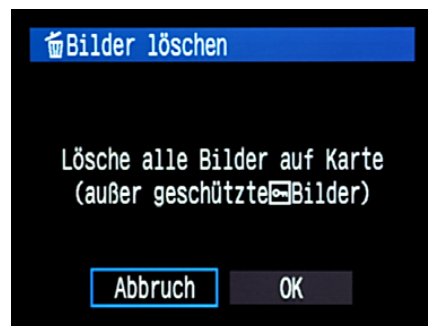 Bilder löschen
Lösche alle Bilder auf Karte
(außer geschützte Bilder)
Abbruch
OK